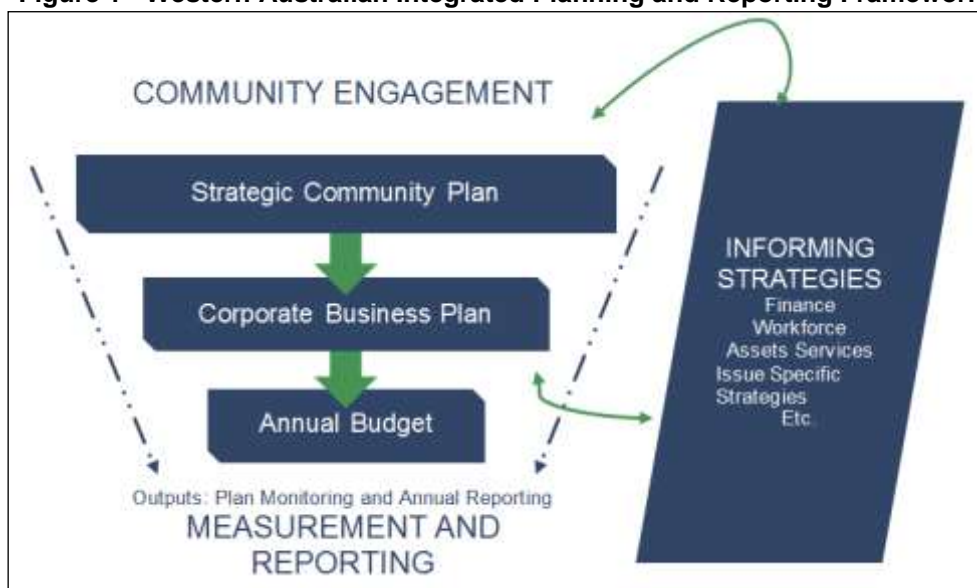 Figure 1 - Western Australian Integrated Planning and Reporting Framework
COMMUNITY ENGAGEMENT
Strategic Community Plan
Corporate Business Plan
Annual Budget
Outputs: Plan Monitoring and Annual Reporting
MEASUREMENT AND
REPORTING
INFORMING
STRATEGIES
Finance
Workforce
Assets Services
Issue Specific
Strategies
Etc.